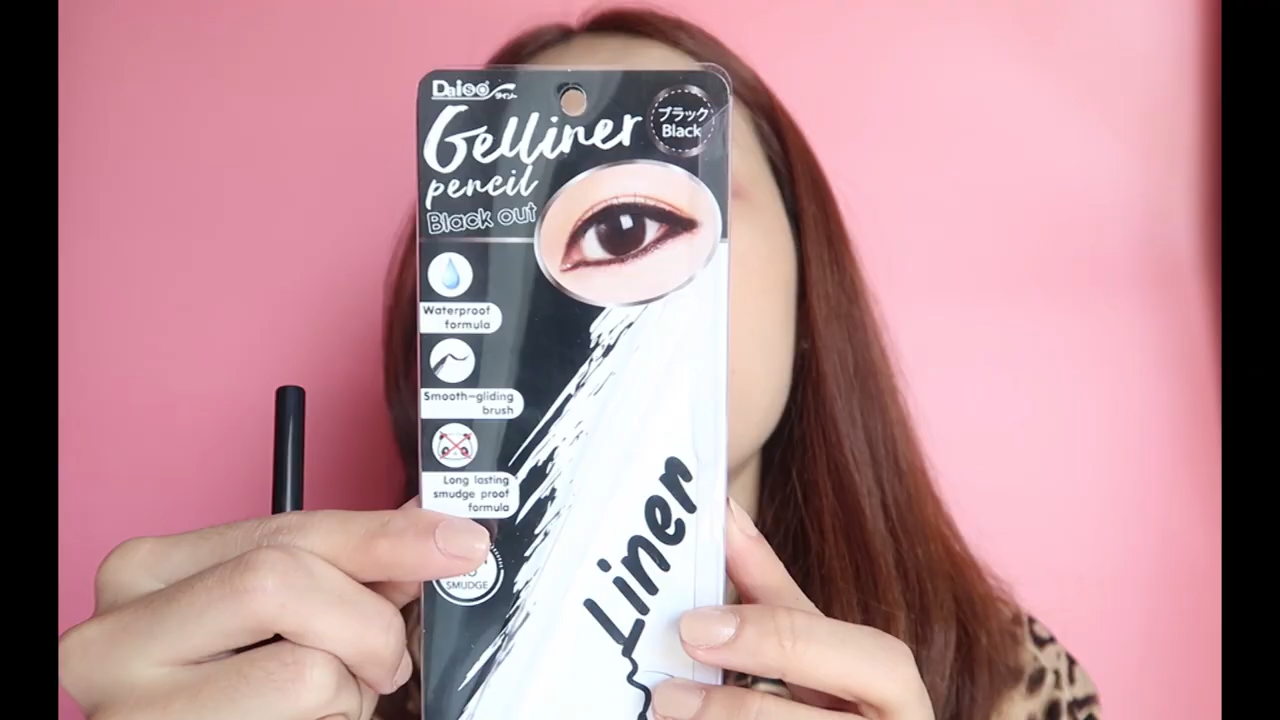 Daiso
ダイソー
Gelliner
pencil
Black out
ブラック
Black
Waterproof
formula
Smooth-gliding
brush
Long lasting
smudge proof
formula
SMUDGE
Liner